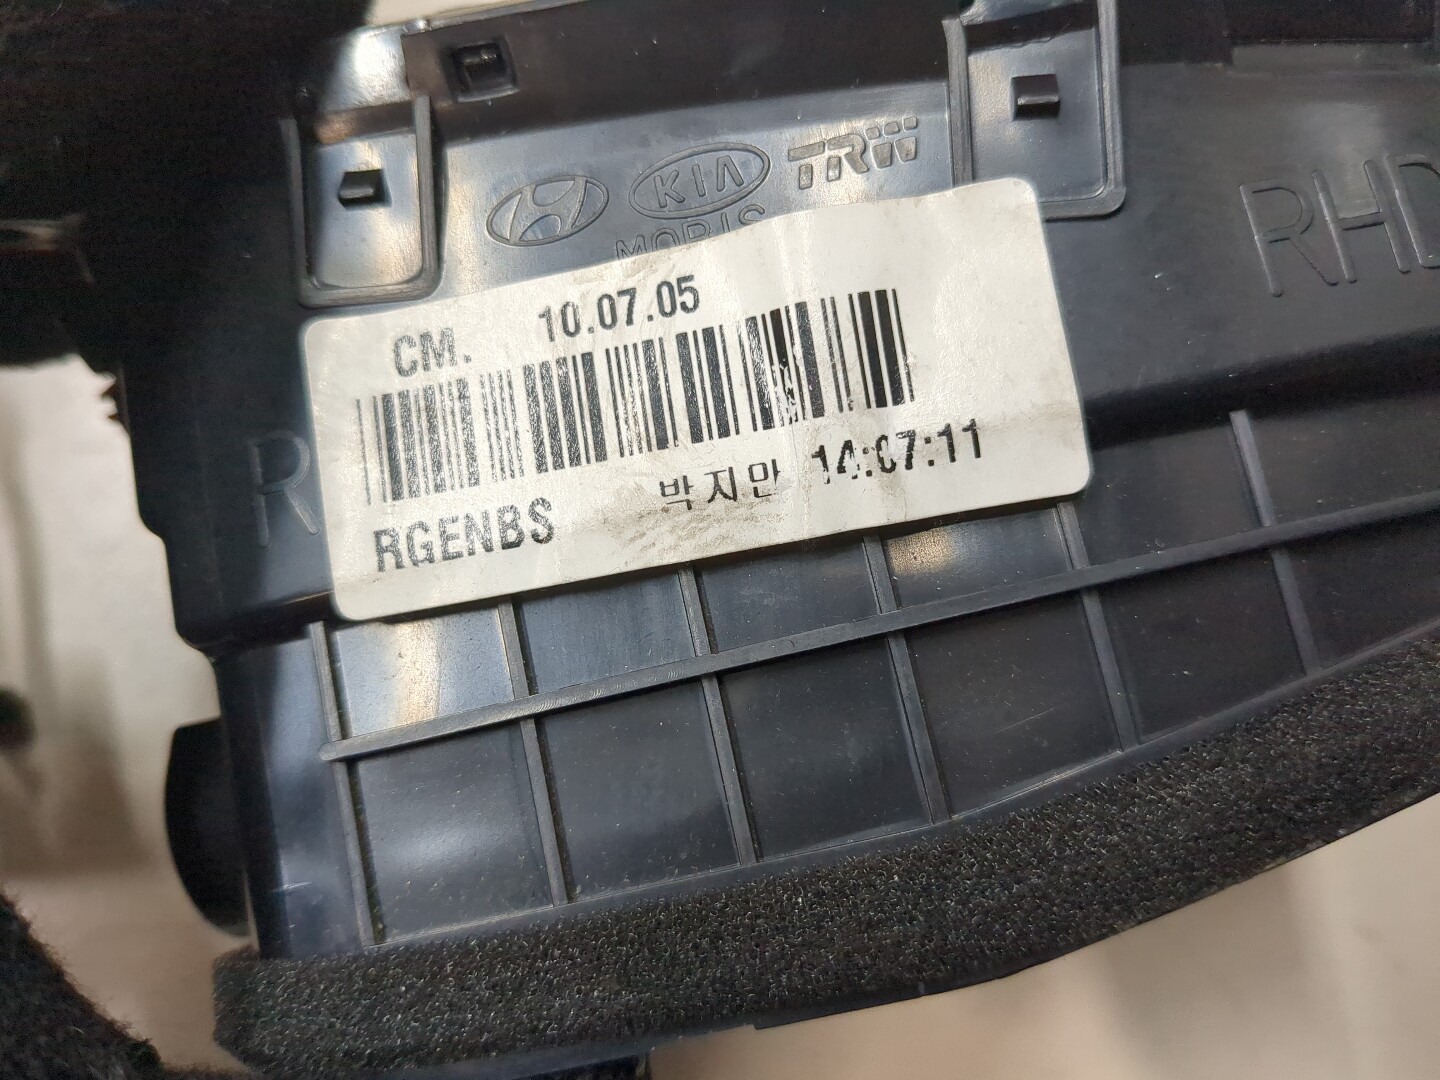 KIA TRW
MOBIS
RHD
CM. 10.07.05
R
RGENBS 박지만 14:07:11